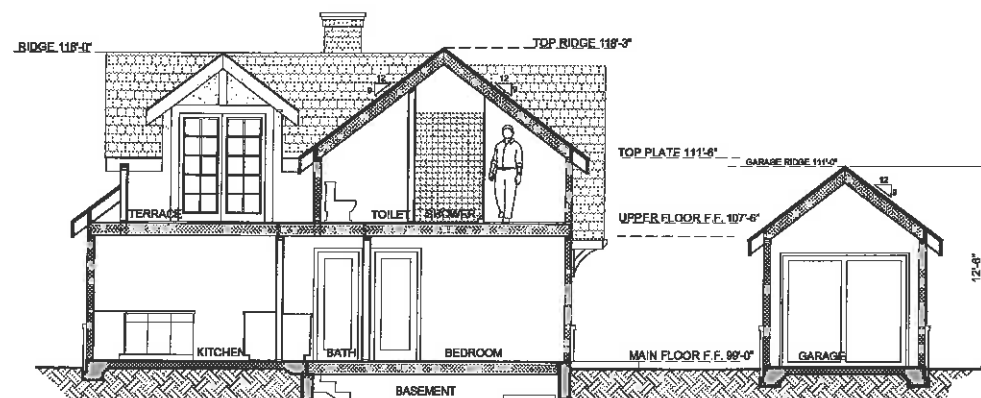 RIDGE 118'-0"
TOP RIDGE 118'-3"
12
9
12
9
TOP PLATE 111'-6"
GARAGE RIDGE 111'-0"
12
9
TERRACE
TOILET
SHOWER
UPPER FLOOR F.F. 107'-6"
12'-6"
KITCHEN
BATH
BEDROOM
MAIN FLOOR F.F. 99'-0"
GARAGE
BASEMENT